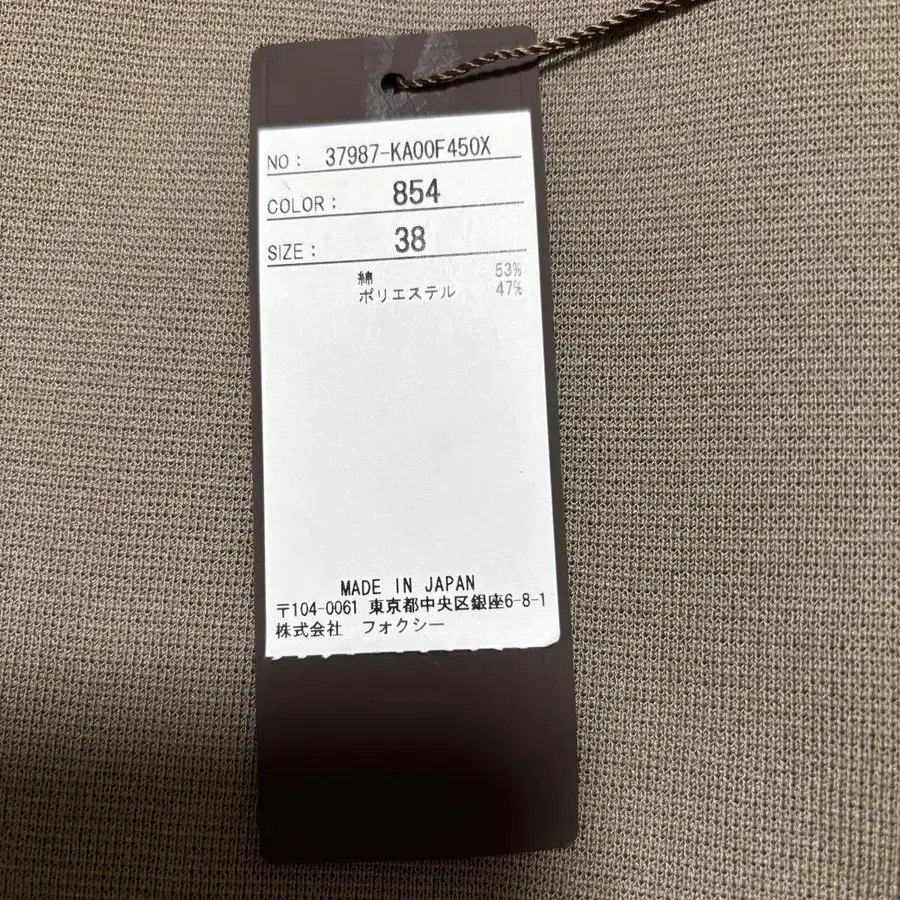 NO: 37987-KA00F450X
COLOR: 854
SIZE: 38
綿 53%
ポリエステル 47%
MADE IN JAPAN
〒104-0061 東京都中央区銀座6-8-1
株式会社 フォクシー